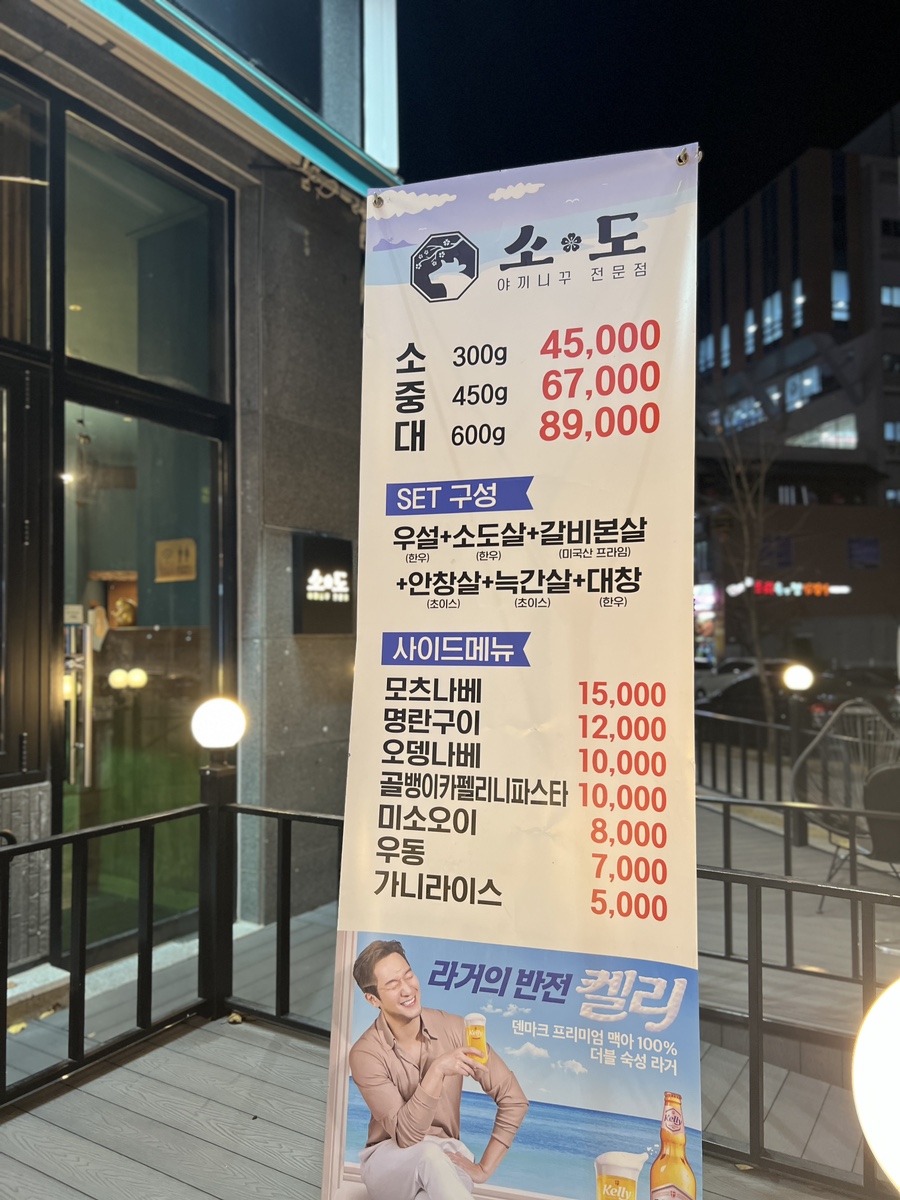 소 도
야끼니꾸 전문점
소 300g 45,000
중 450g 67,000
대 600g 89,000
SET 구성
우설+소도살+갈비본살
(한우) (한우) (미국산 프라임)
+안창살+늑간살+대창
(초이스) (초이스) (한우)
사이드메뉴
모츠나베 15,000
명란구이 12,000
오뎅나베 10,000
골뱅이카펠리니파스타 10,000
미소오이 8,000
우동 7,000
가니라이스 5,000
라거의 반전 켈리
덴마크 프리미엄 맥아 100%
더블 숙성 라거
Kelly
Kelly
소 도